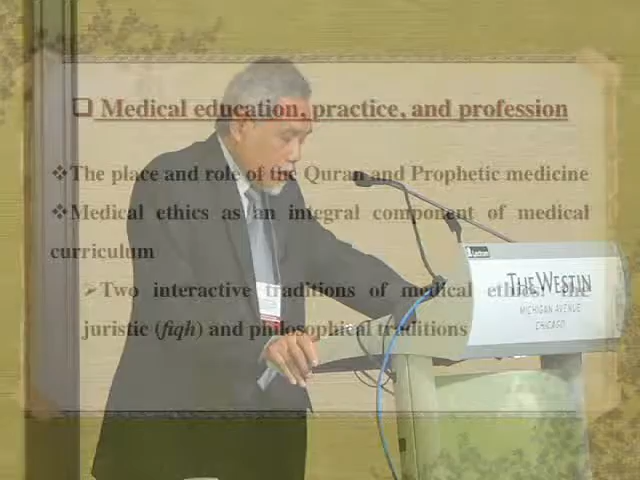 ❑ Medical education, practice, and profession
❖The place and role of the Quran and Prophetic medicine
❖Medical ethics as an integral component of medical
curriculum
➢Two interactive traditions of medical ethics: The
juristic (fiqh) and philosophical traditions
THE WESTIN
MICHIGAN AVENUE
CHICAGO